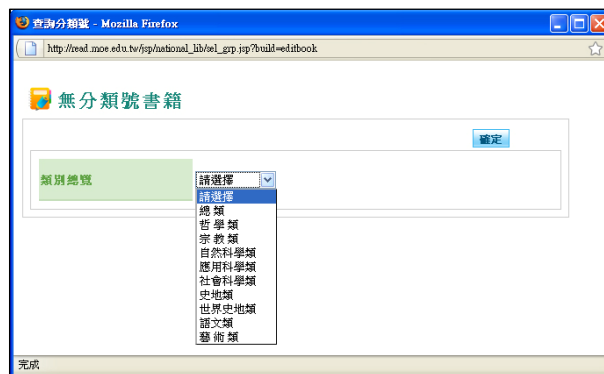 查詢分類號 - Mozilla Firefox
http://read.moe.edu.tw/jsp/national_lib/sel_grp.jsp?build=editbook
無分類號書籍
確定
類別總覽
請選擇
請選擇
總 類
哲 學 類
宗 教 類
自然科學類
應用科學類
社會科學類
史地類
世界史地類
語文類
藝 術 類
完成